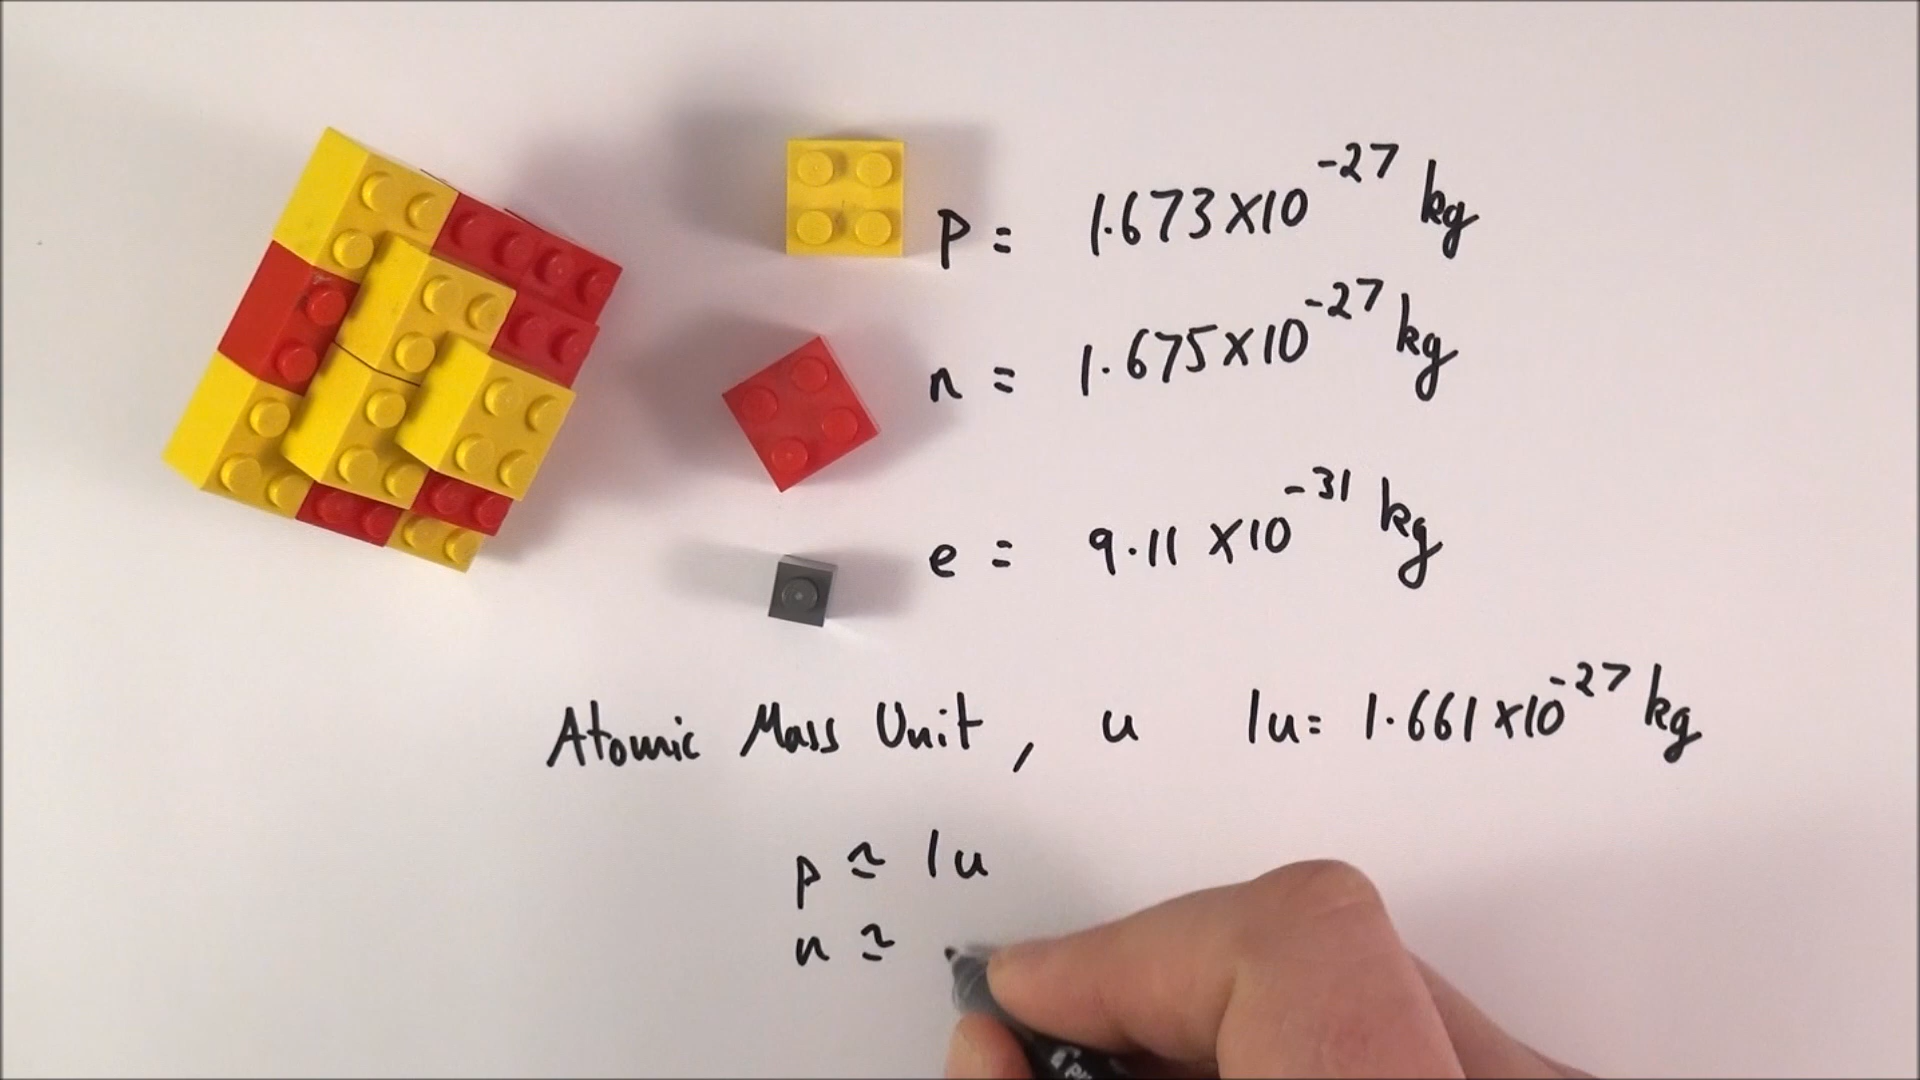 p = 1.673 x 10^-27 kg
n = 1.675 x 10^-27 kg
e = 9.11 x 10^-31 kg
Atomic Mass Unit, u 1u = 1.661 x 10^-27 kg
p ≃ 1u
n ≃